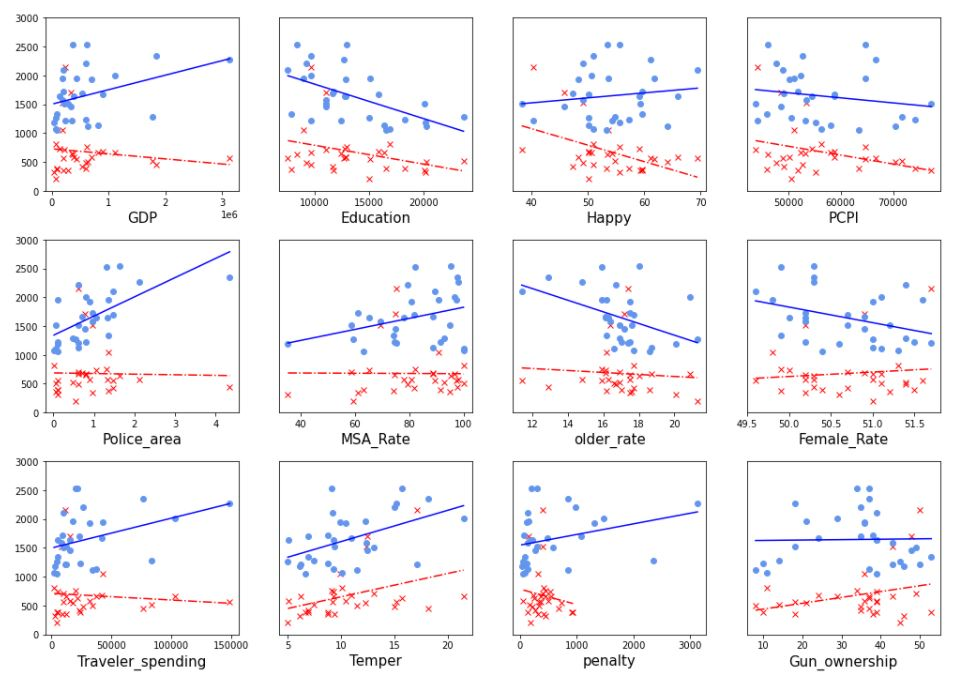 3000
2500
2000
1500
1000
500
0
0 1 2 3
1e6
GDP
10000 15000 20000
Education
40 50 60 70
Happy
50000 60000 70000
PCPI
3000
2500
2000
1500
1000
500
0
0 1 2 3 4
Police_area
40 60 80 100
MSA_Rate
12 14 16 18 20
older_rate
49.5 50.0 50.5 51.0 51.5
Female_Rate
3000
2500
2000
1500
1000
500
0
0 50000 100000 150000
Traveler_spending
5 10 15 20
Temper
0 1000 2000 3000
penalty
10 20 30 40 50
Gun_ownership